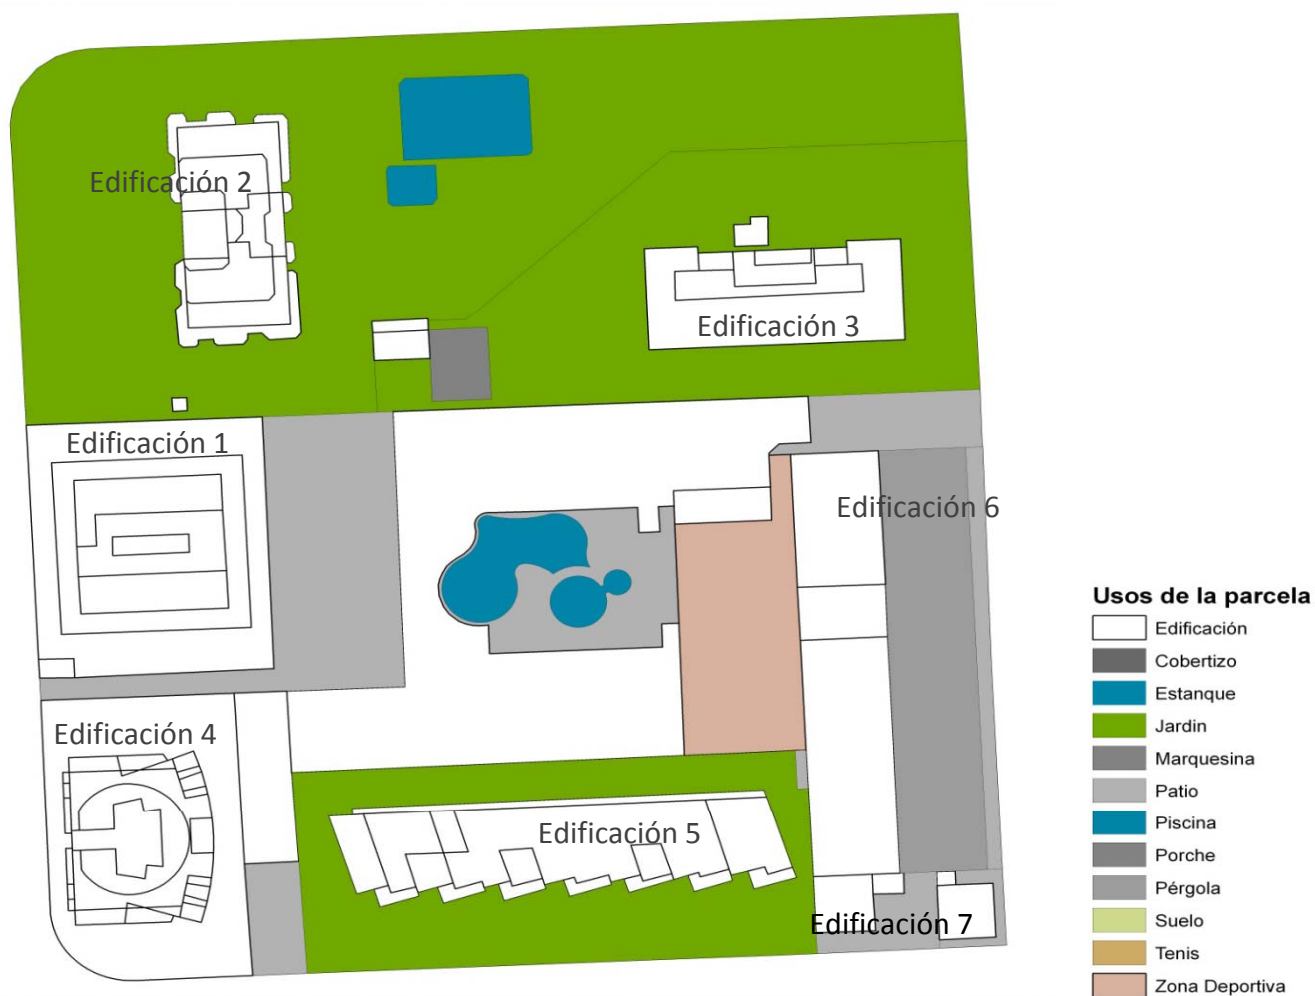 Edificación 2
Edificación 3
Edificación 1
Edificación 6
Edificación 4
Edificación 5
Edificación 7
Usos de la parcela
Edificación
Cobertizo
Estanque
Jardin
Marquesina
Patio
Piscina
Porche
Pérgola
Suelo
Tenis
Zona Deportiva